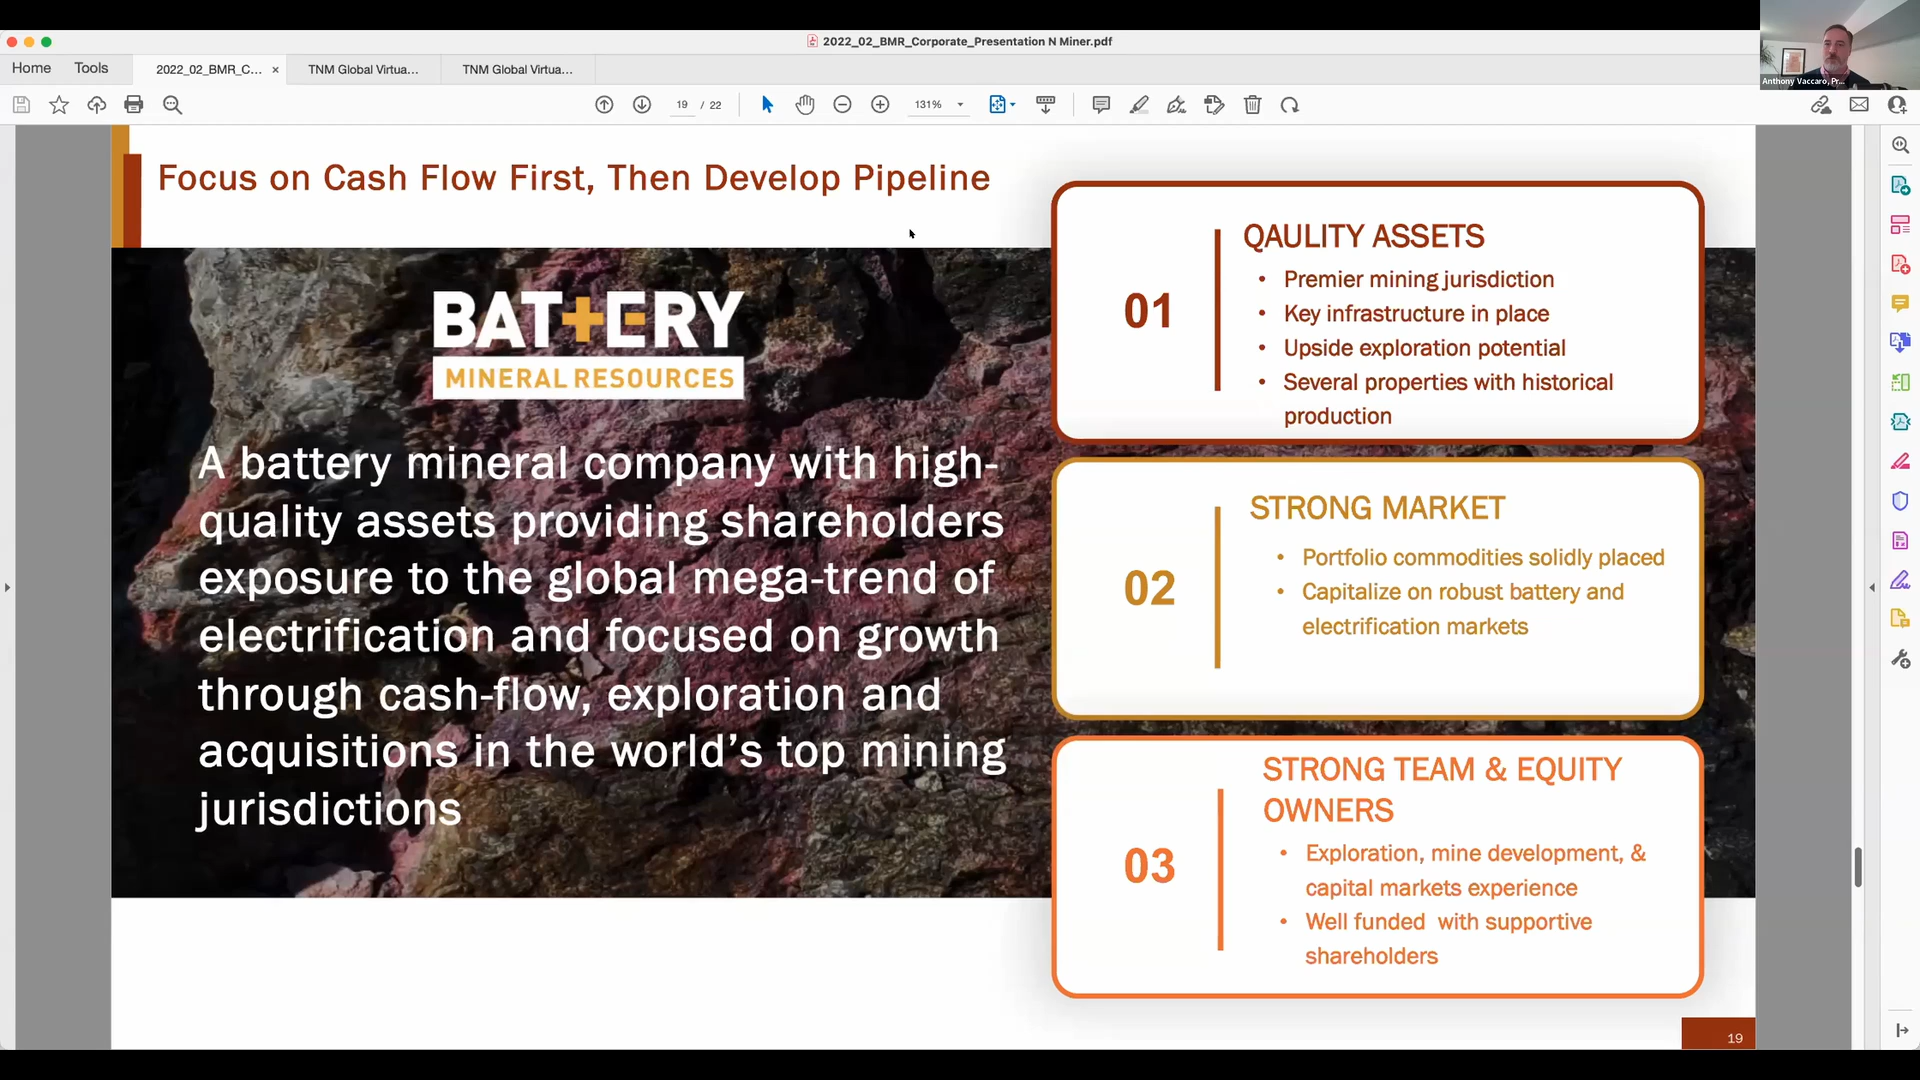 2022_02_BMR_Corporate_Presentation N Miner.pdf
Anthony Vaccaro, Pr...
Home Tools 2022_02_BMR_C... × TNM Global Virtua... TNM Global Virtua...
19 / 22 131%
Focus on Cash Flow First, Then Develop Pipeline
BATTERY
MINERAL RESOURCES
A battery mineral company with high-
quality assets providing shareholders
exposure to the global mega-trend of
electrification and focused on growth
through cash-flow, exploration and
acquisitions in the world’s top mining
jurisdictions
01
QAULITY ASSETS
• Premier mining jurisdiction
• Key infrastructure in place
• Upside exploration potential
• Several properties with historical
production
02
STRONG MARKET
• Portfolio commodities solidly placed
• Capitalize on robust battery and
electrification markets
03
STRONG TEAM & EQUITY
OWNERS
• Exploration, mine development, &
capital markets experience
• Well funded with supportive
shareholders
19